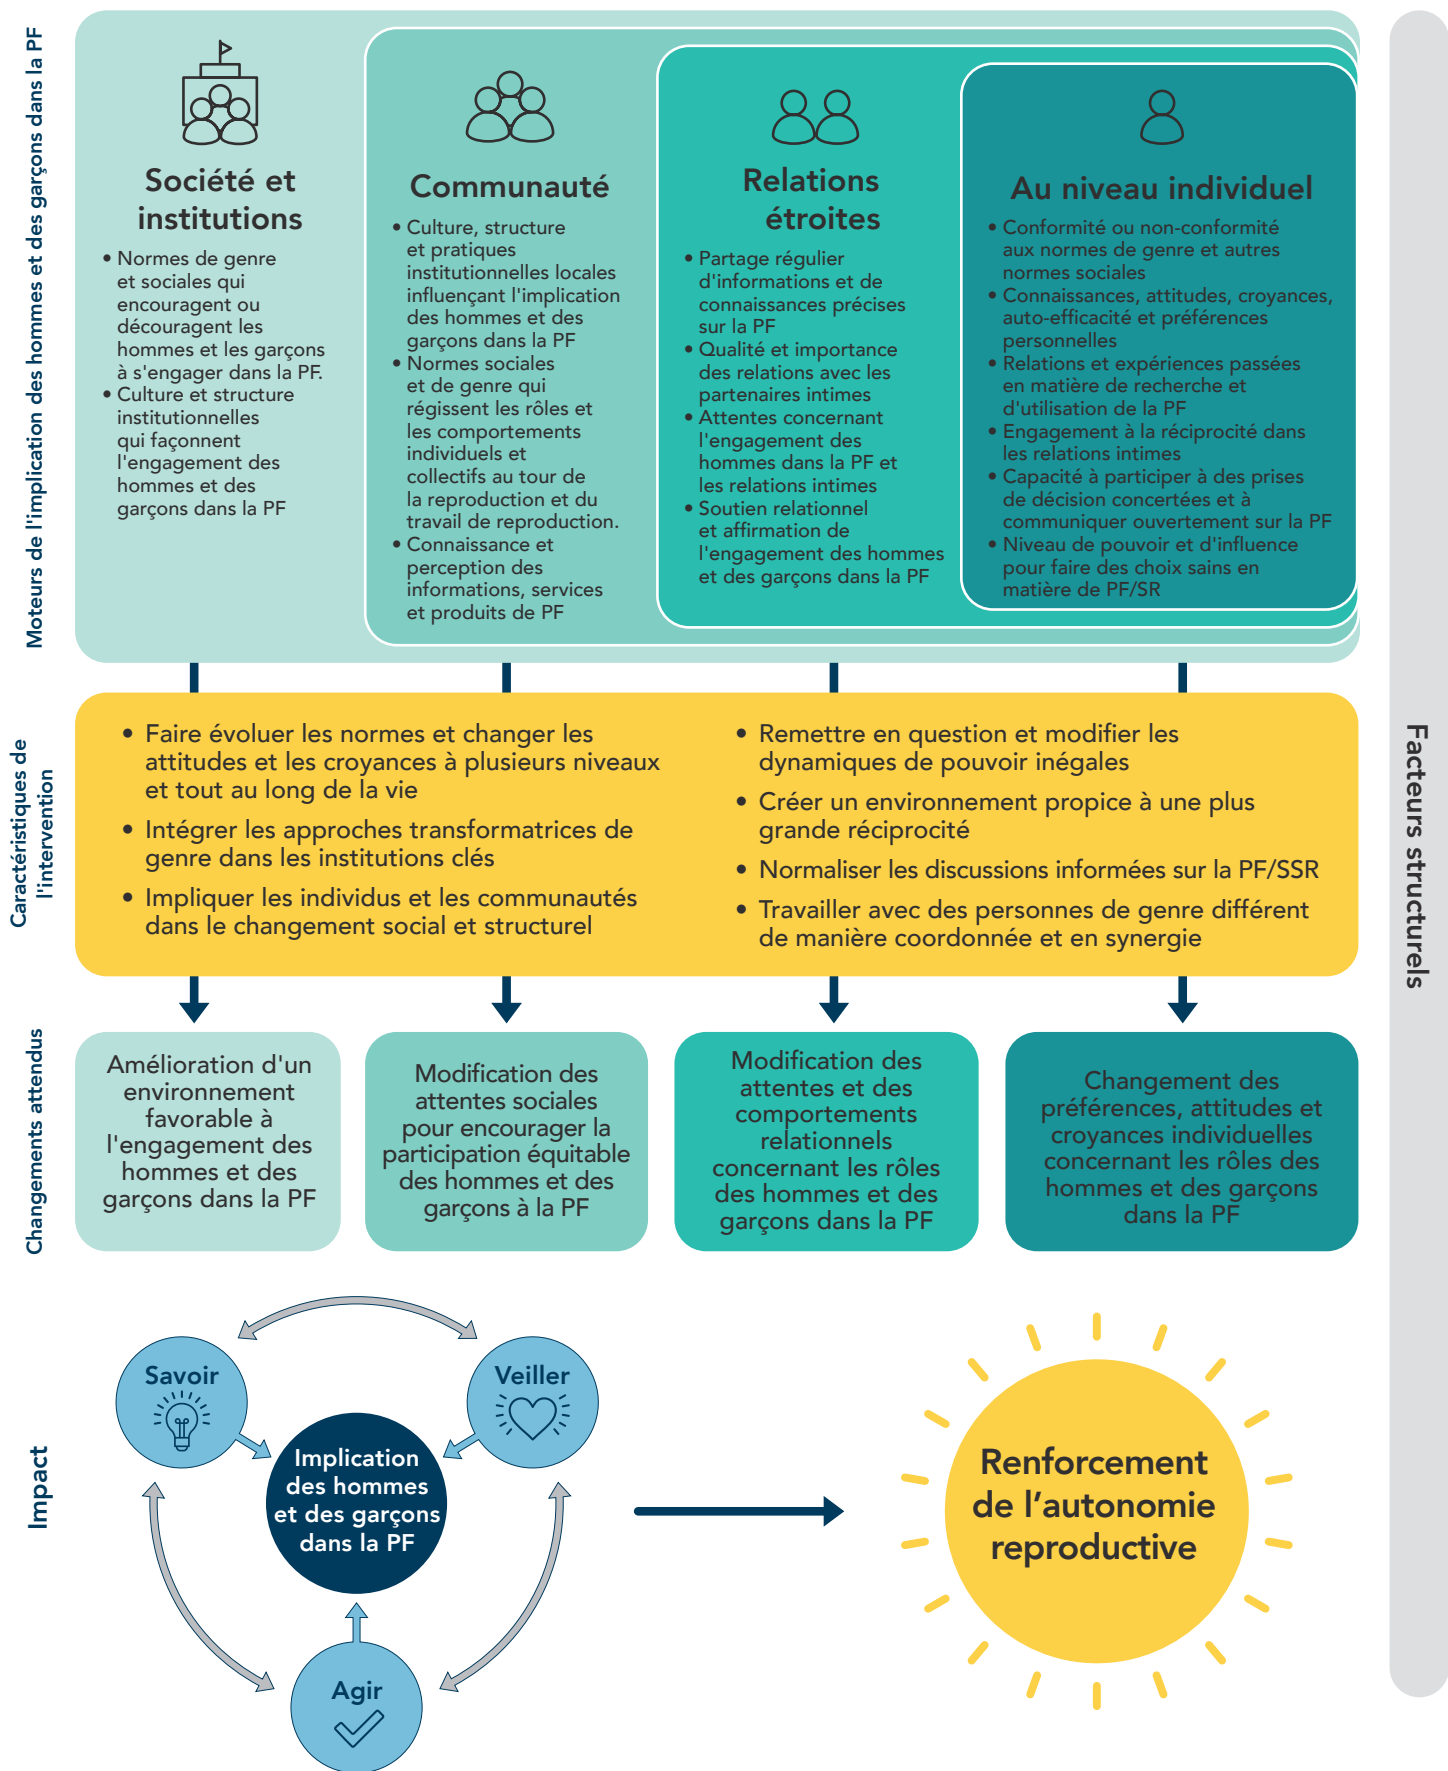 Moteurs de l'implication des hommes et des garçons dans la PF
Société et
institutions
• Normes de genre
et sociales qui
encouragent ou
découragent les
hommes et les garçons
à s'engager dans la PF.
• Culture et structure
institutionnelles
qui façonnent
l'engagement des
hommes et des
garçons dans la PF
Communauté
• Culture, structure
et pratiques
institutionnelles locales
influençant l'implication
des hommes et des
garçons dans la PF
• Normes sociales
et de genre qui
régissent les rôles et
les comportements
individuels et
collectifs au tour de
la reproduction et du
travail de reproduction.
• Connaissance et
perception des
informations, services
et produits de PF
Relations
étroites
• Partage régulier
d'informations et de
connaissances précises
sur la PF
• Qualité et importance
des relations avec les
partenaires intimes
• Attentes concernant
l'engagement des
hommes dans la PF et
les relations intimes
• Soutien relationnel
et affirmation de
l'engagement des hommes
et des garçons dans la PF
Au niveau individuel
• Conformité ou non-conformité
aux normes de genre et autres
normes sociales
• Connaissances, attitudes, croyances,
auto-efficacité et préférences
personnelles
• Relations et expériences passées
en matière de recherche et
d'utilisation de la PF
• Engagement à la réciprocité dans
les relations intimes
• Capacité à participer à des prises
de décision concertées et à
communiquer ouvertement sur la PF
• Niveau de pouvoir et d'influence
pour faire des choix sains en
matière de PF/SR
Facteurs structurels
Caractéristiques de
l'intervention
• Faire évoluer les normes et changer les
attitudes et les croyances à plusieurs niveaux
et tout au long de la vie
• Intégrer les approches transformatrices de
genre dans les institutions clés
• Impliquer les individus et les communautés
dans le changement social et structurel
• Remettre en question et modifier les
dynamiques de pouvoir inégales
• Créer un environnement propice à une plus
grande réciprocité
• Normaliser les discussions informées sur la PF/SSR
• Travailler avec des personnes de genre différent
de manière coordonnée et en synergie
Changements attendus
Amélioration d'un
environnement
favorable à
l'engagement des
hommes et des
garçons dans la PF
Modification des
attentes sociales
pour encourager la
participation équitable
des hommes et des
garçons à la PF
Modification des
attentes et des
comportements
relationnels
concernant les rôles
des hommes et des
garçons dans la PF
Changement des
préférences, attitudes et
croyances individuelles
concernant les rôles des
hommes et des garçons
dans la PF
Impact
Savoir
Veiller
Implication
des hommes
et des garçons
dans la PF
Agir
Renforcement
de l’autonomie
reproductive